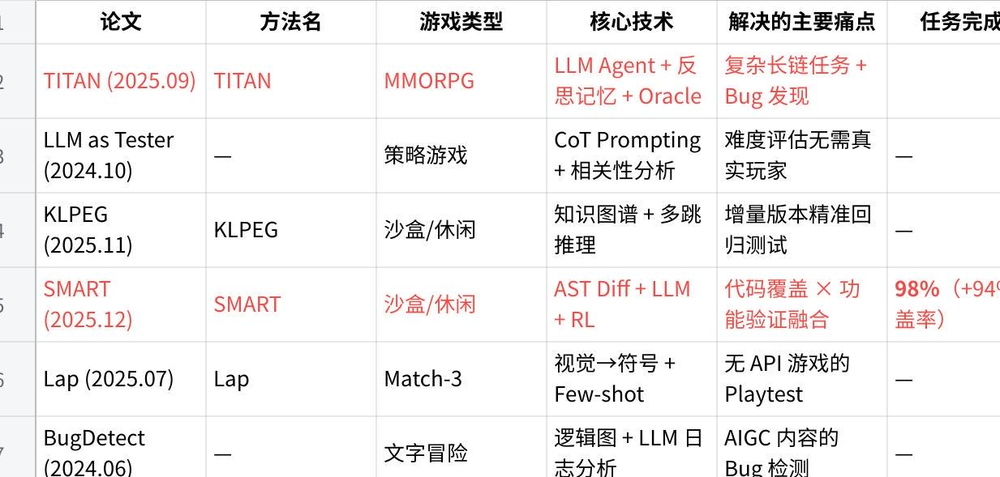 论文 方法名 游戏类型 核心技术 解决的主要痛点 任务完成
2 TITAN (2025.09) TITAN MMORPG LLM Agent + 反思记忆 + Oracle 复杂长链任务 + Bug 发现
3 LLM as Tester (2024.10) — 策略游戏 CoT Prompting + 相关性分析 难度评估无需真实玩家 —
4 KLPEG (2025.11) KLPEG 沙盒/休闲 知识图谱 + 多跳推理 增量版本精准回归测试 —
5 SMART (2025.12) SMART 沙盒/休闲 AST Diff + LLM + RL 代码覆盖 × 功能验证融合 98%（+94% 盖率）
6 Lap (2025.07) Lap Match-3 视觉→符号 + Few-shot 无 API 游戏的 Playtest —
7 BugDetect (2024.06) — 文字冒险 逻辑图 + LLM 日志分析 AIGC 内容的 Bug 检测 —